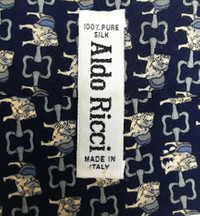 100% PURE
SILK
Aldo Ricci
MADE IN
ITALY